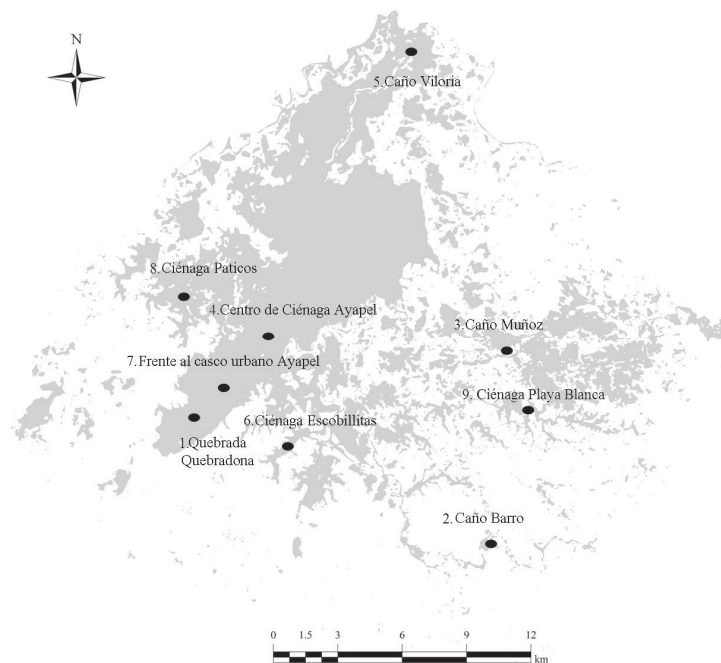 N
5.Caño Viloria
8.Ciénaga Paticos
4.Centro de Ciénaga Ayapel
3.Caño Muñoz
7.Frente al casco urbano Ayapel
9. Ciénaga Playa Blanca
6.Ciénaga Escobillitas
1.Quebrada
Quebradona
2. Caño Barro
0 1.5 3 6 9 12
km